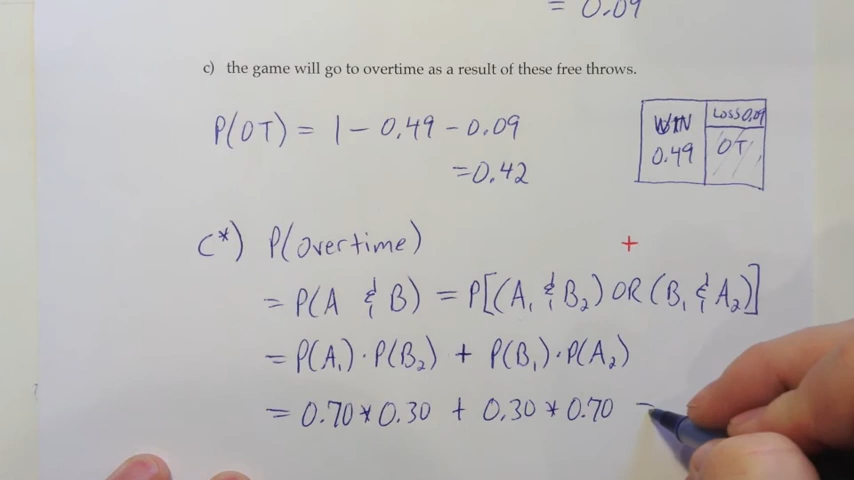 = 0.09
c) the game will go to overtime as a result of these free throws.
P(OT) = 1 - 0.49 - 0.09
= 0.42
WIN
0.49
Loss 0.09
OT
C*) P(overtime)
+
= P(A & B) = P[(A₁ & B₂) OR (B₁ & A₂)]
= P(A₁)·P(B₂) + P(B₁)·P(A₂)
= 0.70 * 0.30 + 0.30 * 0.70